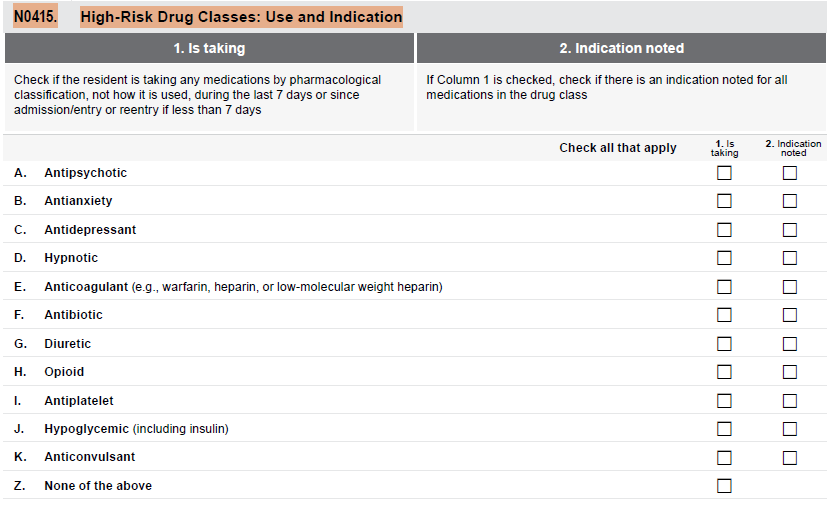 N0415. High-Risk Drug Classes: Use and Indication
1. Is taking
2. Indication noted
Check if the resident is taking any medications by pharmacological
classification, not how it is used, during the last 7 days or since
admission/entry or reentry if less than 7 days
If Column 1 is checked, check if there is an indication noted for all
medications in the drug class
Check all that apply
1. Is
taking
2. Indication
noted
A. Antipsychotic
B. Antianxiety
C. Antidepressant
D. Hypnotic
E. Anticoagulant (e.g., warfarin, heparin, or low-molecular weight heparin)
F. Antibiotic
G. Diuretic
H. Opioid
I. Antiplatelet
J. Hypoglycemic (including insulin)
K. Anticonvulsant
Z. None of the above